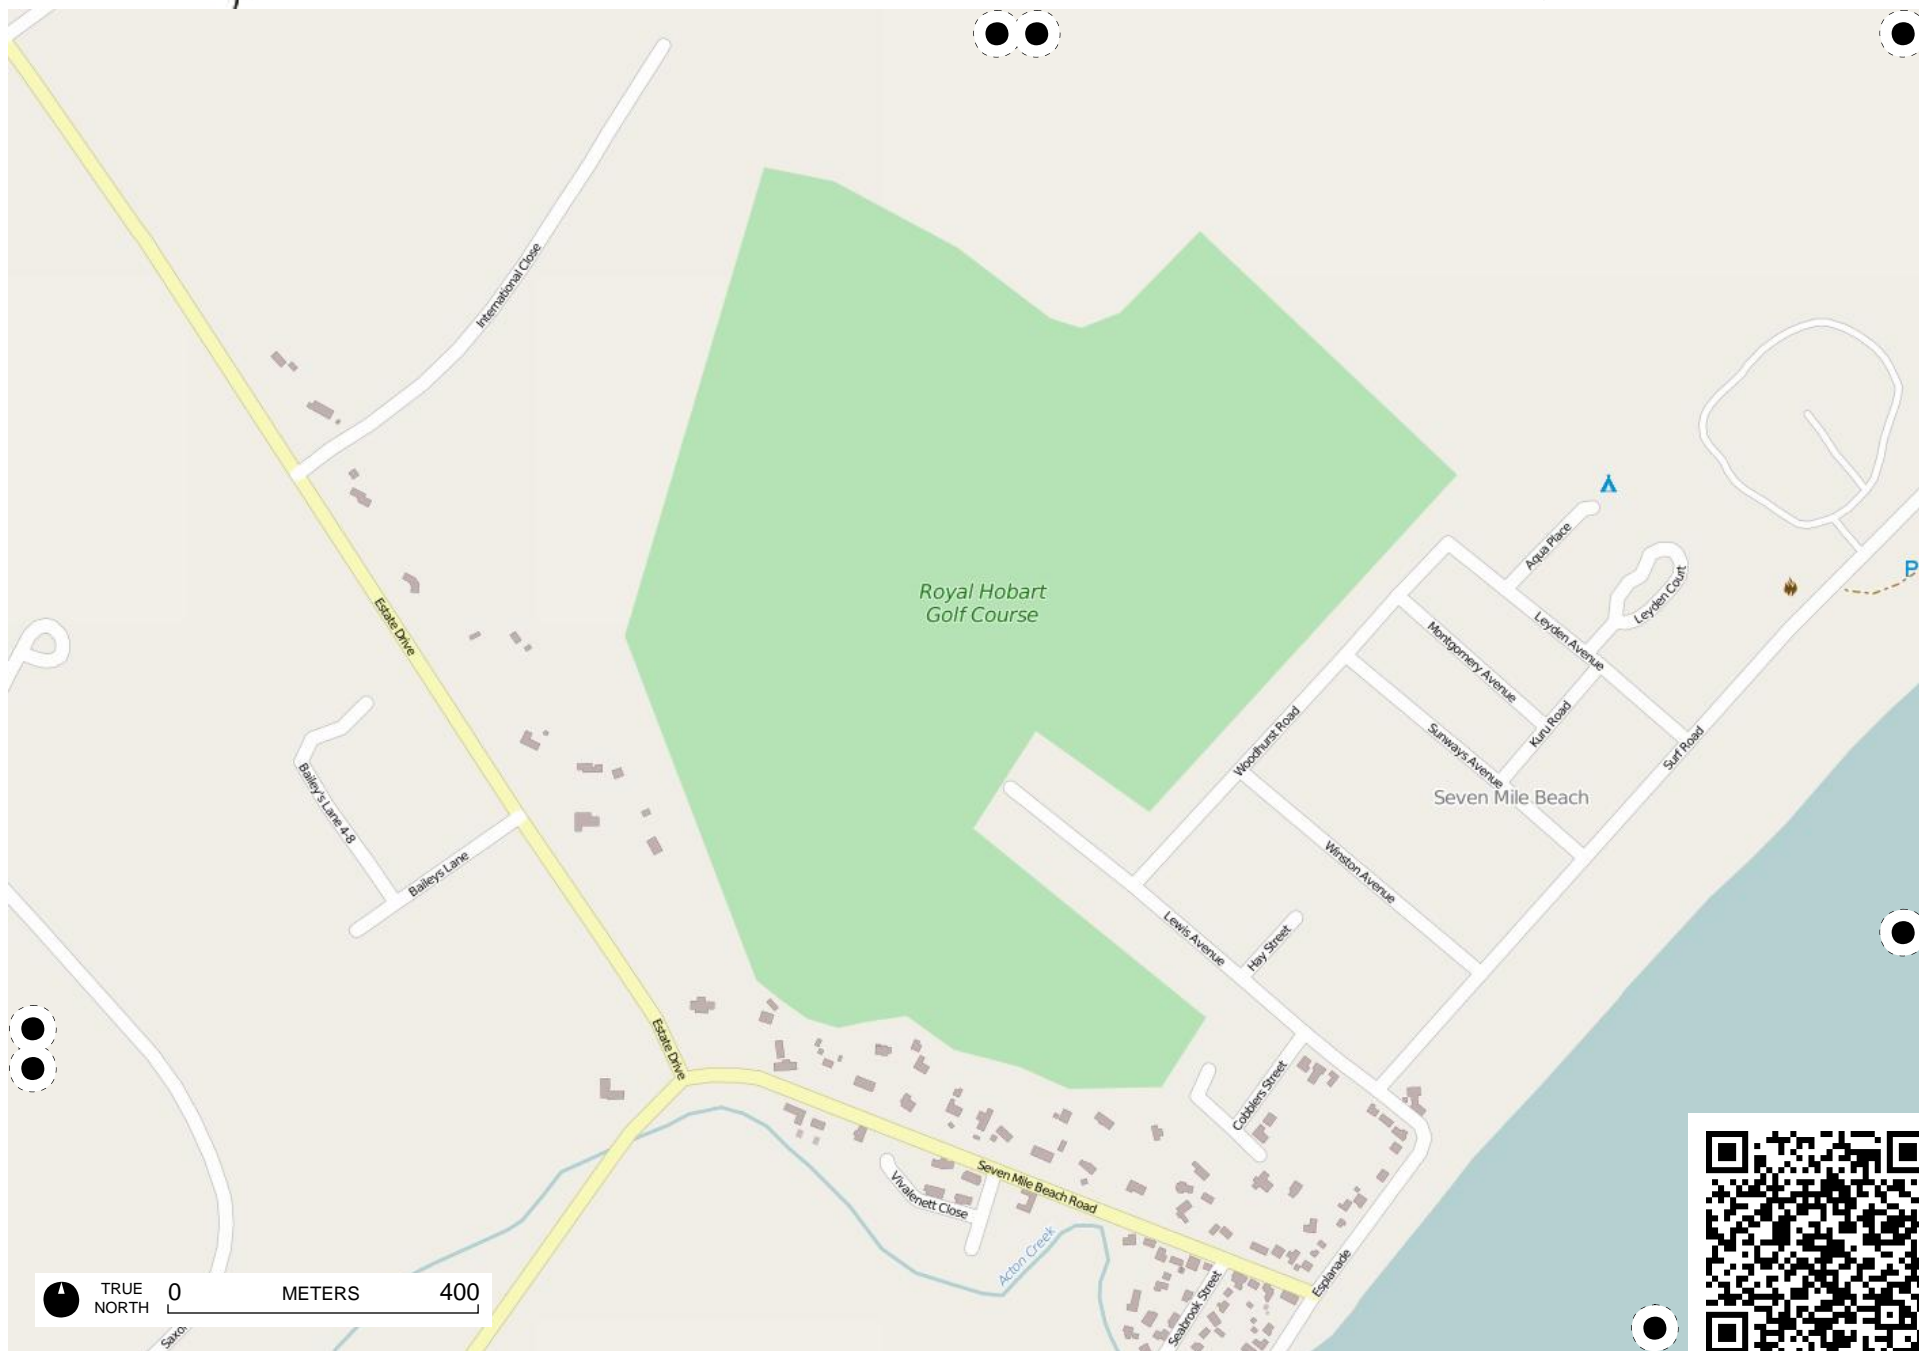 International Close
Estate Drive
Royal Hobart
Golf Course
Aqua Place
Leyden Court
Leyden Avenue
Montgomery Avenue
Kuru Road
Sunways Avenue
Woodhurst Road
Surf Road
P
Seven Mile Beach
Bailey's Lane 4-8
Baileys Lane
Winston Avenue
Lewis Avenue
Hay Street
Estate Drive
Cobblers Street
Seven Mile Beach Road
Vivalenett Close
Acton Creek
Esplanade
Seabrook Street
TRUE
NORTH
0 METERS 400